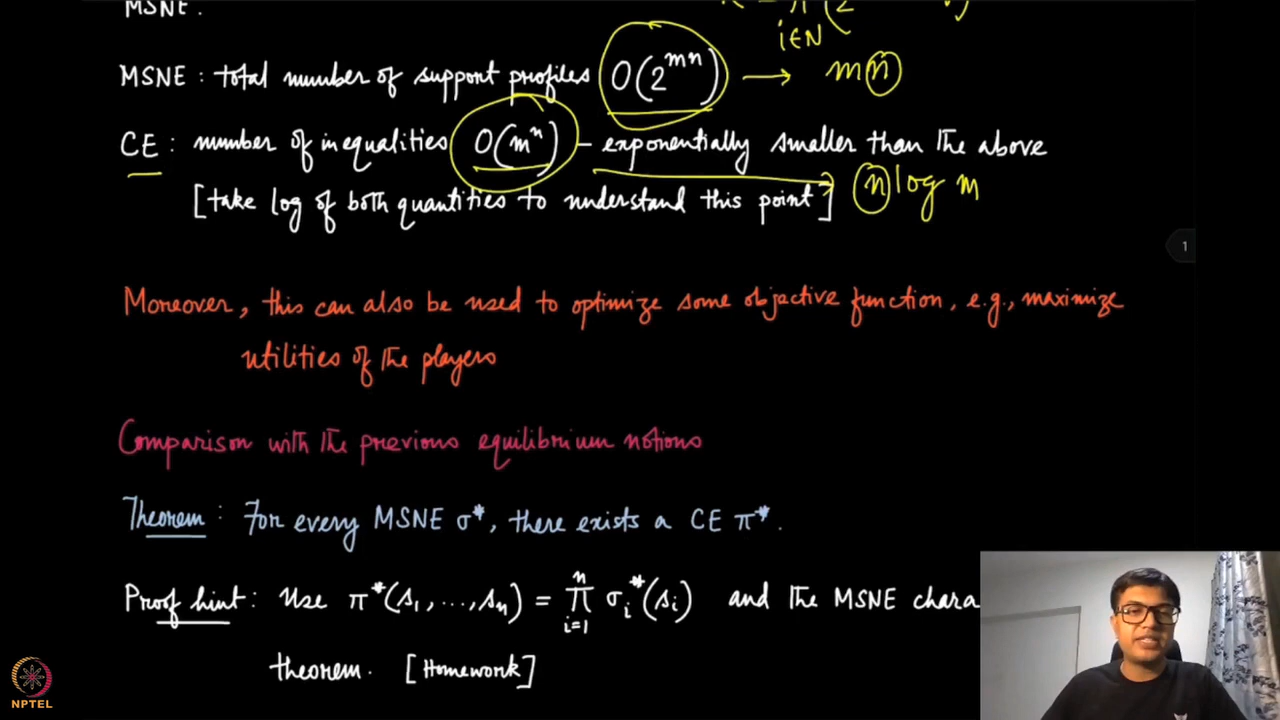 MSNE.
i∈N
MSNE : total number of support profiles O(2^mn) → mn
CE : number of inequalities O(m^n) – exponentially smaller than the above
[take log of both quantities to understand this point] n log m
1
Moreover, this can also be used to optimize some objective function, e.g., maximize
utilities of the players
Comparison with the previous equilibrium notions
Theorem : For every MSNE σ*, there exists a CE π*.
Proof hint : Use π*(s₁,...,sₙ) = ∏ᵢ₌₁ⁿ σᵢ*(sᵢ) and the MSNE chara
theorem. [Homework]
NPTEL